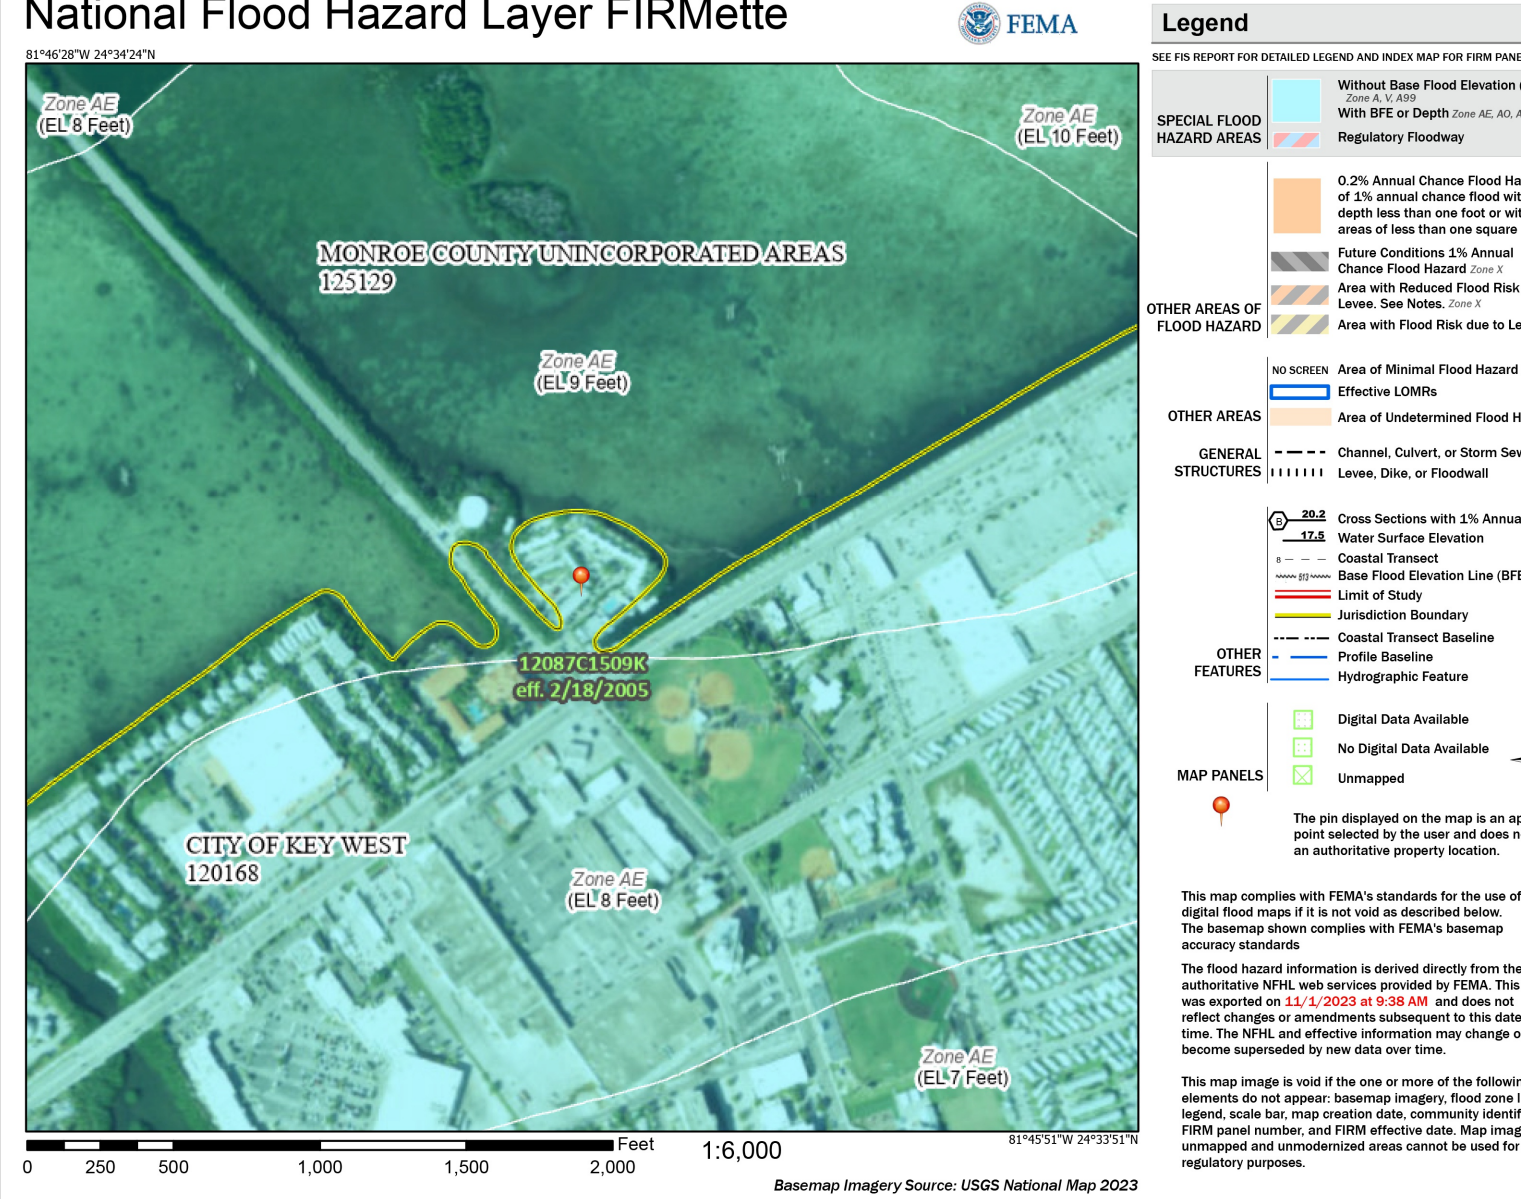 National Flood Hazard Layer FIRMette
FEMA
81°46'28"W 24°34'24"N
Zone AE
(EL 8 Feet)
Zone AE
(EL 10 Feet)
MONROE COUNTY UNINCORPORATED AREAS
125129
Zone AE
(EL 9 Feet)
12087C1509K
eff. 2/18/2005
CITY OF KEY WEST
120168
Zone AE
(EL 8 Feet)
Zone AE
(EL 7 Feet)
81°45'51"W 24°33'51"N
Feet
1:6,000
0 250 500 1,000 1,500 2,000
Basemap Imagery Source: USGS National Map 2023
Legend
SEE FIS REPORT FOR DETAILED LEGEND AND INDEX MAP FOR FIRM PANE
SPECIAL FLOOD
HAZARD AREAS
Without Base Flood Elevation (
Zone A, V, A99
With BFE or Depth Zone AE, AO, A
Regulatory Floodway
0.2% Annual Chance Flood Ha
of 1% annual chance flood wit
depth less than one foot or wit
areas of less than one square
Future Conditions 1% Annual
Chance Flood Hazard Zone X
Area with Reduced Flood Risk
Levee. See Notes. Zone X
Area with Flood Risk due to Le
OTHER AREAS OF
FLOOD HAZARD
NO SCREEN Area of Minimal Flood Hazard
Effective LOMRs
Area of Undetermined Flood H
OTHER AREAS
Channel, Culvert, or Storm Sew
Levee, Dike, or Floodwall
GENERAL
STRUCTURES
B 20.2 Cross Sections with 1% Annua
17.5 Water Surface Elevation
8 Coastal Transect
513 Base Flood Elevation Line (BFE
Limit of Study
Jurisdiction Boundary
Coastal Transect Baseline
Profile Baseline
Hydrographic Feature
OTHER
FEATURES
Digital Data Available
No Digital Data Available
Unmapped
MAP PANELS
The pin displayed on the map is an ap
point selected by the user and does n
an authoritative property location.
This map complies with FEMA's standards for the use of
digital flood maps if it is not void as described below.
The basemap shown complies with FEMA's basemap
accuracy standards
The flood hazard information is derived directly from the
authoritative NFHL web services provided by FEMA. This
was exported on 11/1/2023 at 9:38 AM and does not
reflect changes or amendments subsequent to this date
time. The NFHL and effective information may change o
become superseded by new data over time.
This map image is void if the one or more of the followin
elements do not appear: basemap imagery, flood zone l
legend, scale bar, map creation date, community identif
FIRM panel number, and FIRM effective date. Map imag
unmapped and unmodernized areas cannot be used for
regulatory purposes.